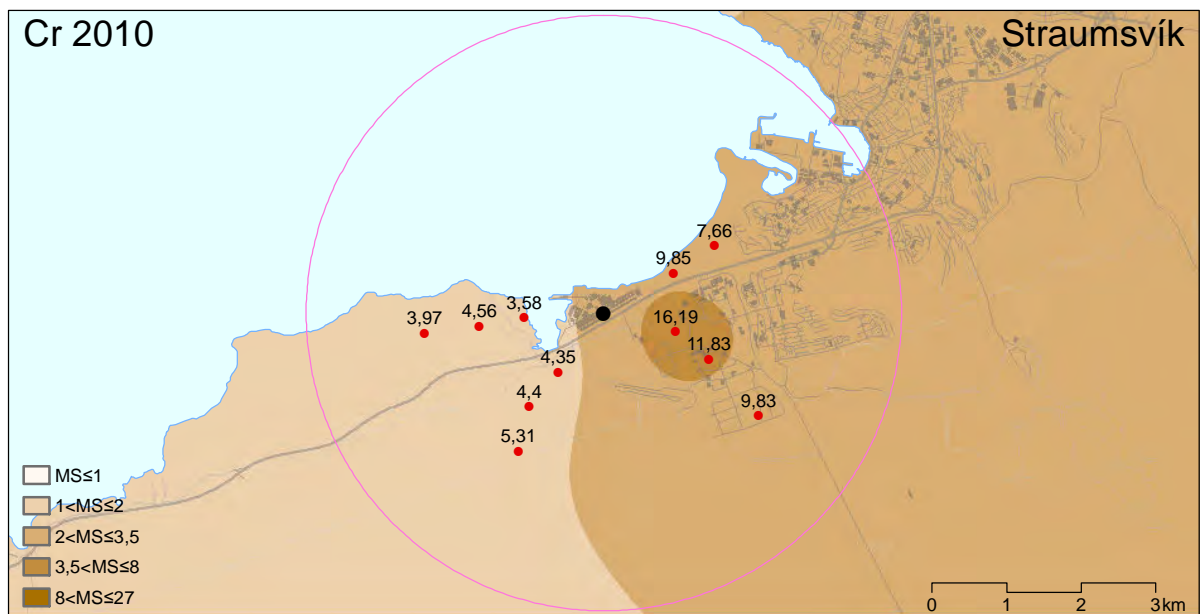 Cr 2010
Straumsvík
7,66
9,85
3,58
4,56
3,97
16,19
11,83
4,35
4,4
9,83
5,31
MS≤1
1<MS≤2
2<MS≤3,5
3,5<MS≤8
8<MS≤27
0 1 2 3 km